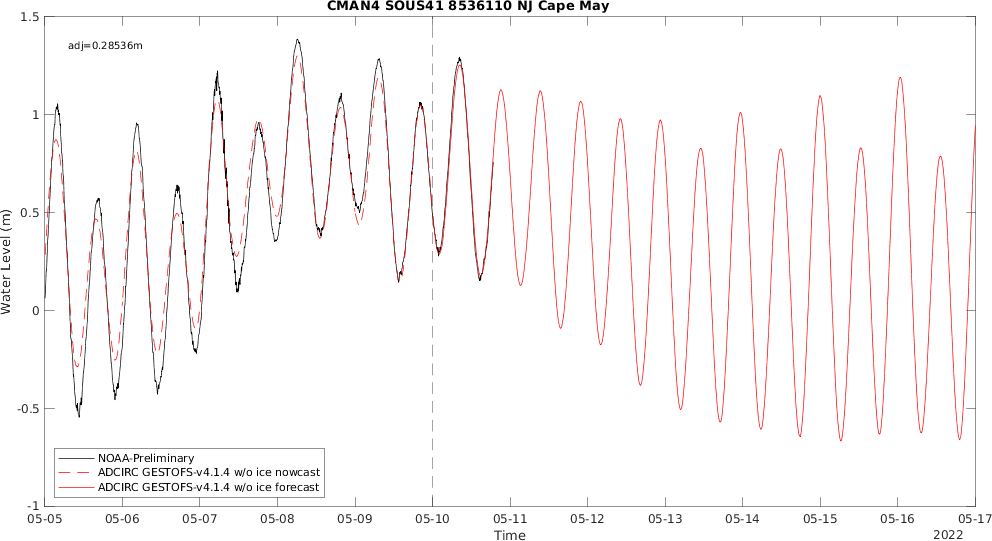 CMAN4 SOUS41 8536110 NJ Cape May
adj=0.28536m
1.5
1
0.5
0
-0.5
-1
Water Level (m)
NOAA-Preliminary
ADCIRC GESTOFS-v4.1.4 w/o ice nowcast
ADCIRC GESTOFS-v4.1.4 w/o ice forecast
05-05 05-06 05-07 05-08 05-09 05-10 05-11 05-12 05-13 05-14 05-15 05-16 05-17
Time
2022